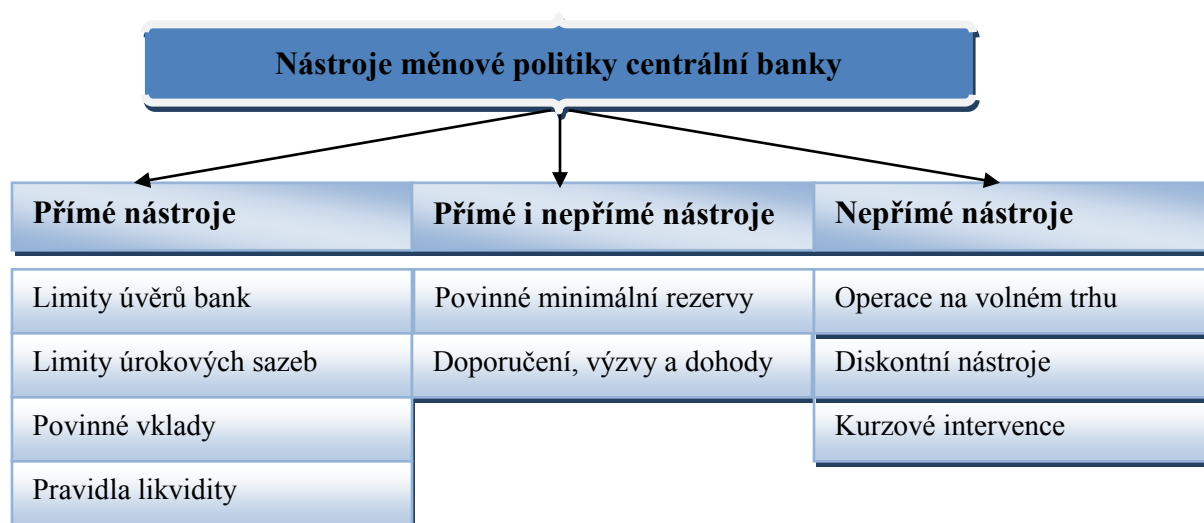 Nástroje měnové politiky centrální banky
Přímé nástroje
Přímé i nepřímé nástroje
Nepřímé nástroje
Limity úvěrů bank
Povinné minimální rezervy
Operace na volném trhu
Limity úrokových sazeb
Doporučení, výzvy a dohody
Diskontní nástroje
Povinné vklady
Kurzové intervence
Pravidla likvidity